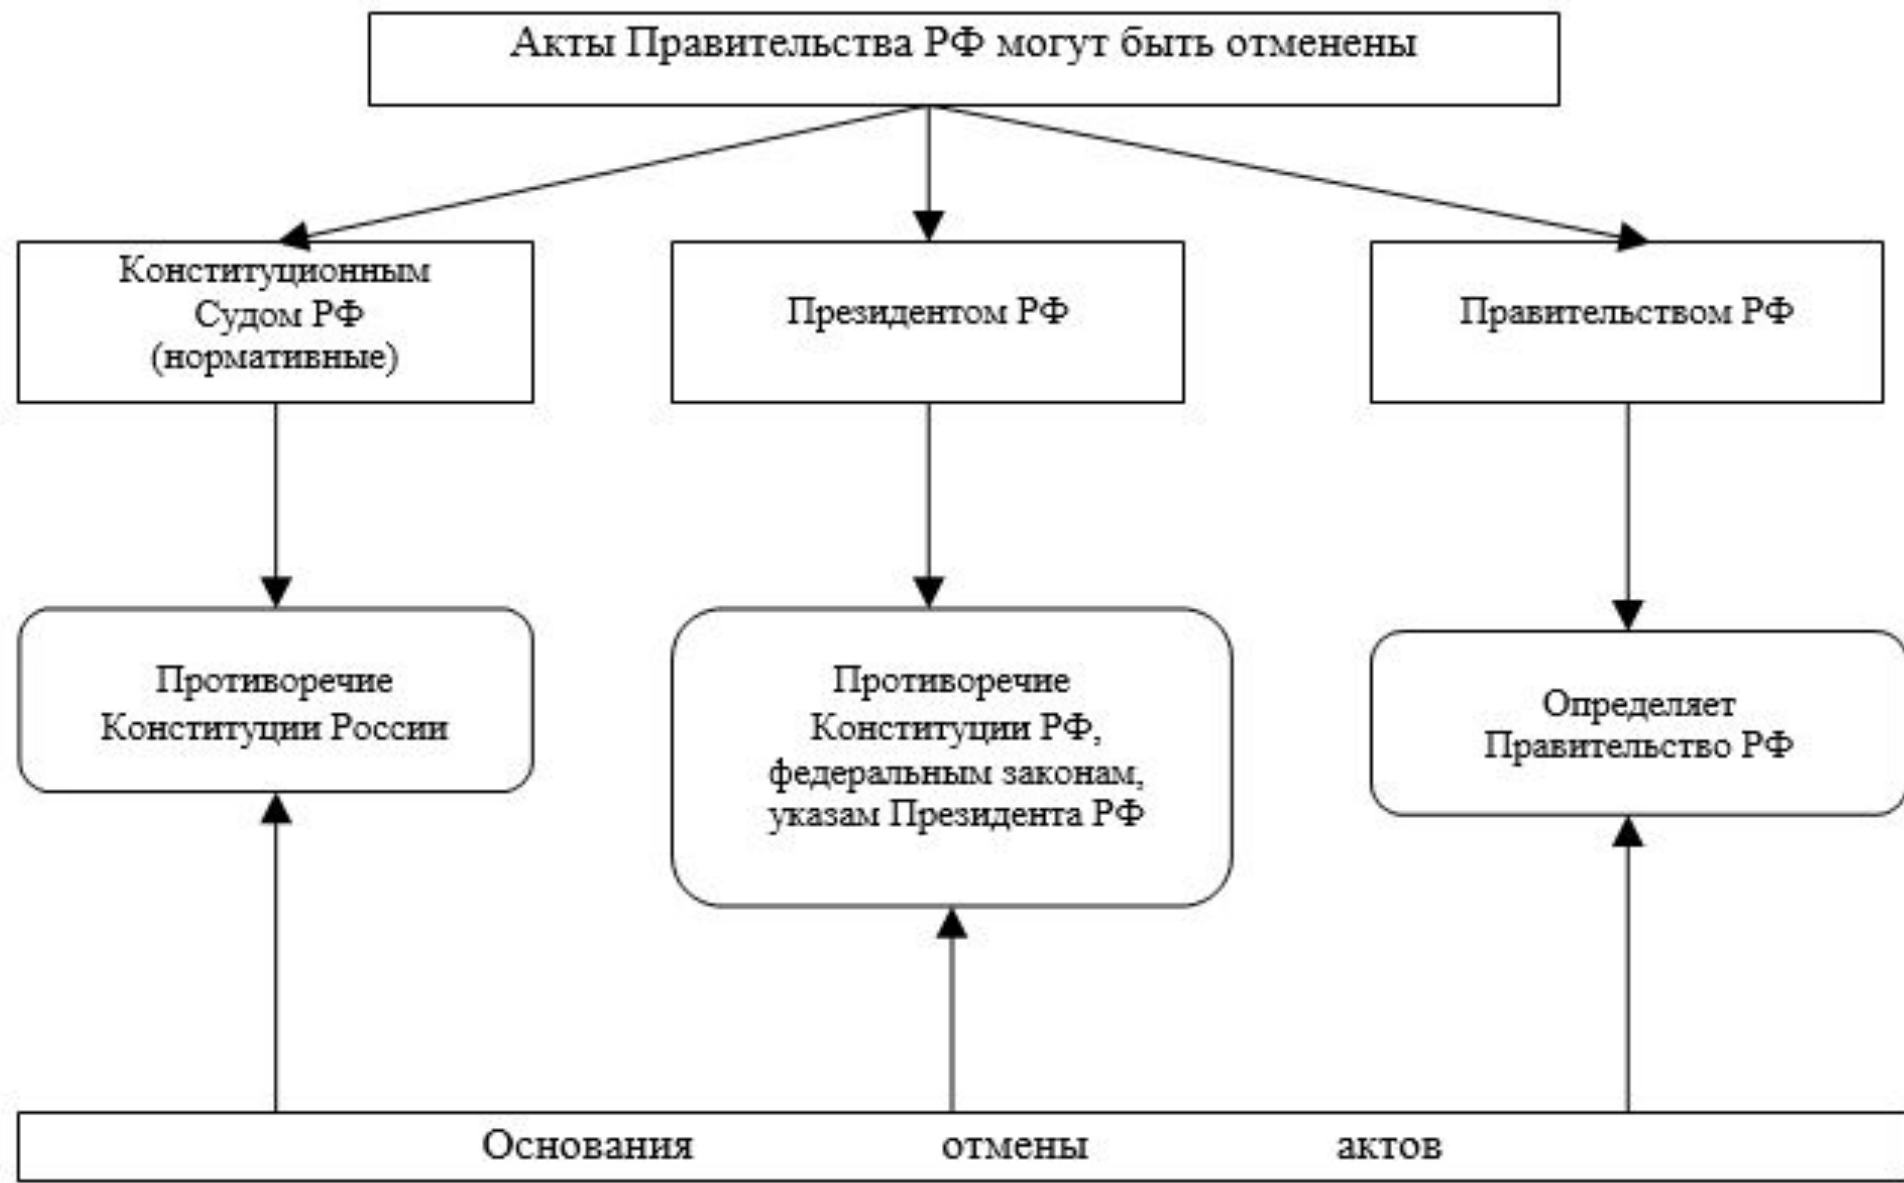 Акты Правительства РФ могут быть отменены
Конституционным
Судом РФ
(нормативные)
Президентом РФ
Правительством РФ
Противоречие
Конституции России
Противоречие
Конституции РФ,
федеральным законам,
указам Президента РФ
Определяет
Правительство РФ
Основания отмены актов